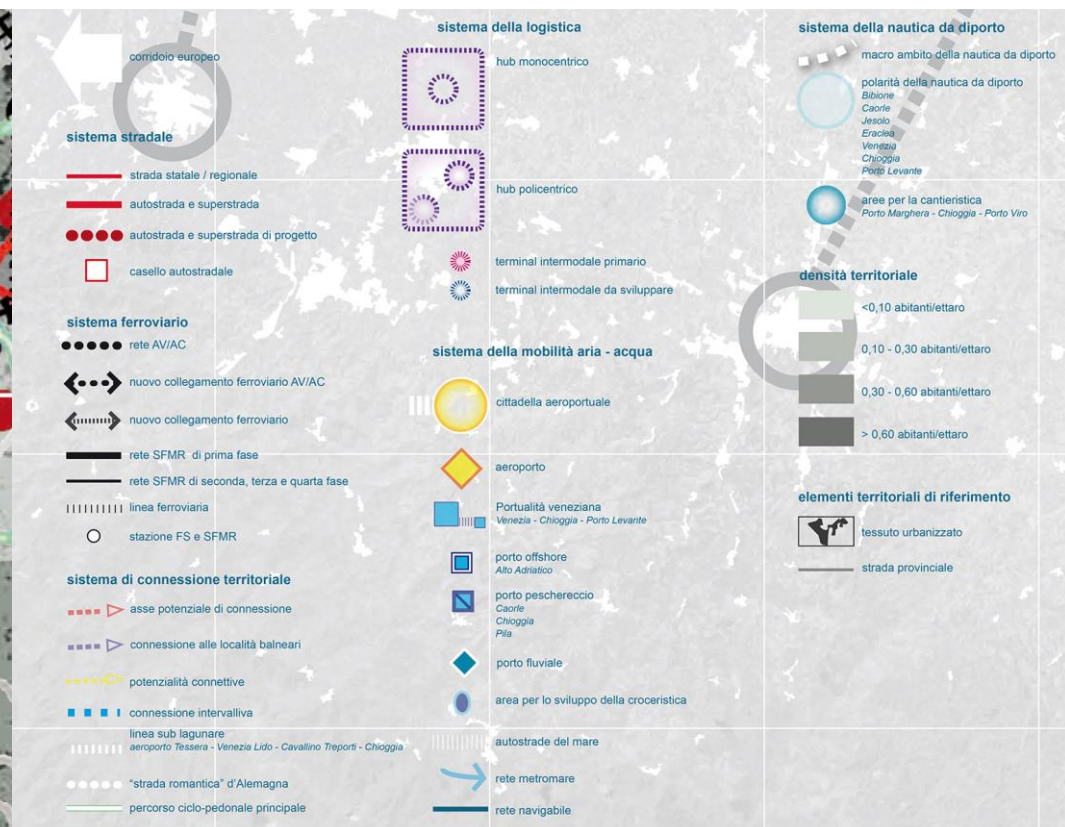 corridoio europeo
sistema stradale
strada statale / regionale
autostrada e superstrada
autostrada e superstrada di progetto
casello autostradale
sistema ferroviario
rete AV/AC
nuovo collegamento ferroviario AV/AC
nuovo collegamento ferroviario
rete SFMR di prima fase
rete SFMR di seconda, terza e quarta fase
linea ferroviaria
stazione FS e SFMR
sistema di connessione territoriale
asse potenziale di connessione
connessione alle località balneari
potenzialità connettive
connessione intervalliva
linea sub lagunare
aeroporto Tessera - Venezia Lido - Cavallino Treporti - Chioggia
"strada romantica" d'Alemagna
percorso ciclo-pedonale principale
sistema della logistica
hub monocentrico
hub policentrico
terminal intermodale primario
terminal intermodale da sviluppare
sistema della mobilità aria - acqua
cittadella aeroportuale
aeroporto
Portualità veneziana
Venezia - Chioggia - Porto Levante
porto offshore
Alto Adriatico
porto peschereccio
Caorle
Chioggia
Pila
porto fluviale
area per lo sviluppo della croceristica
autostrade del mare
rete metromare
rete navigabile
sistema della nautica da diporto
macro ambito della nautica da diporto
polarità della nautica da diporto
Bibione
Caorle
Jesolo
Eraclea
Venezia
Chioggia
Porto Levante
aree per la cantieristica
Porto Marghera - Chioggia - Porto Viro
densità territoriale
<0,10 abitanti/ettaro
0,10 - 0,30 abitanti/ettaro
0,30 - 0,60 abitanti/ettaro
> 0,60 abitanti/ettaro
elementi territoriali di riferimento
tessuto urbanizzato
strada provinciale